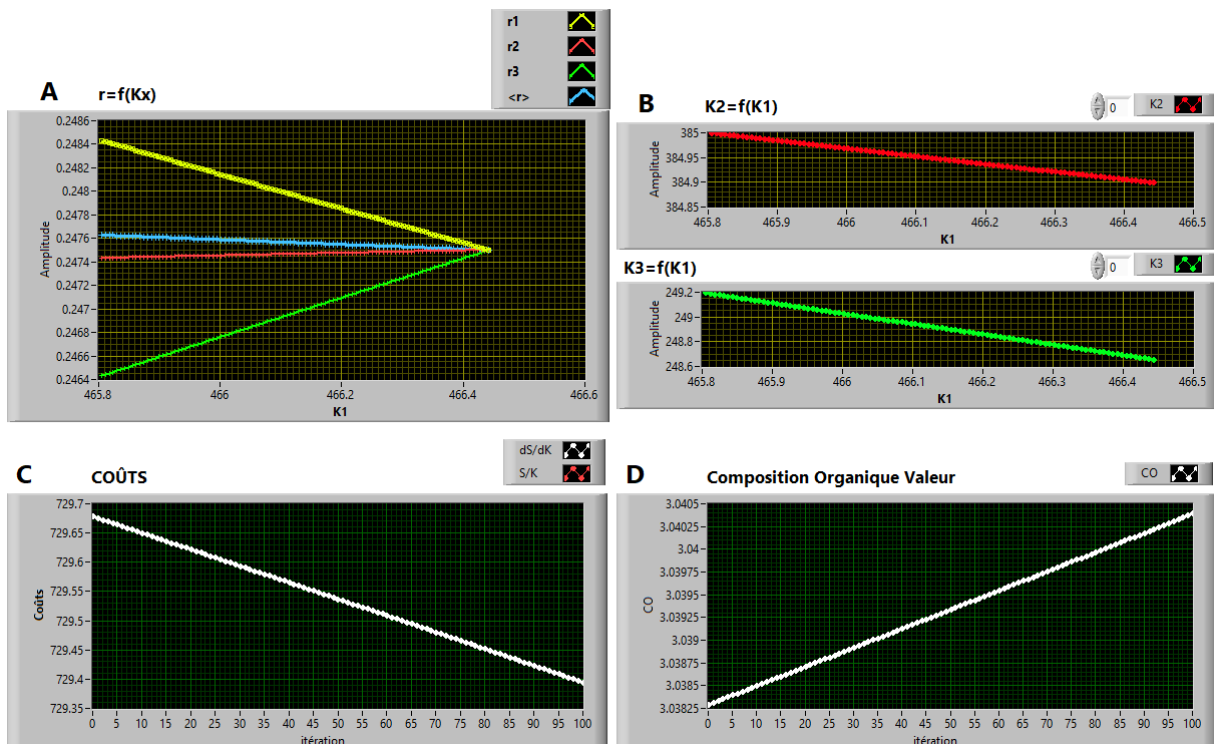 r1
r2
r3
<r>
A r=f(Kx)
0.2486
0.2484
0.2482
0.248
0.2478
0.2476
0.2474
0.2472
0.247
0.2468
0.2466
0.2464
Amplitude
465.8 466 466.2 466.4 466.6
K1
B K2=f(K1) 0 K2
385
384.95
384.9
384.85
Amplitude
465.8 465.9 466 466.1 466.2 466.3 466.4 466.5
K1
K3=f(K1) 0 K3
249.2
249
248.8
248.6
Amplitude
465.8 465.9 466 466.1 466.2 466.3 466.4 466.5
K1
C COÛTS
dS/dK
S/K
729.7
729.65
729.6
729.55
729.5
729.45
729.4
729.35
Coûts
0 5 10 15 20 25 30 35 40 45 50 55 60 65 70 75 80 85 90 95 100
itération
D Composition Organique Valeur CO
3.0405
3.04025
3.04
3.03975
3.0395
3.03925
3.039
3.03875
3.0385
3.03825
CO
0 5 10 15 20 25 30 35 40 45 50 55 60 65 70 75 80 85 90 95 100
itération